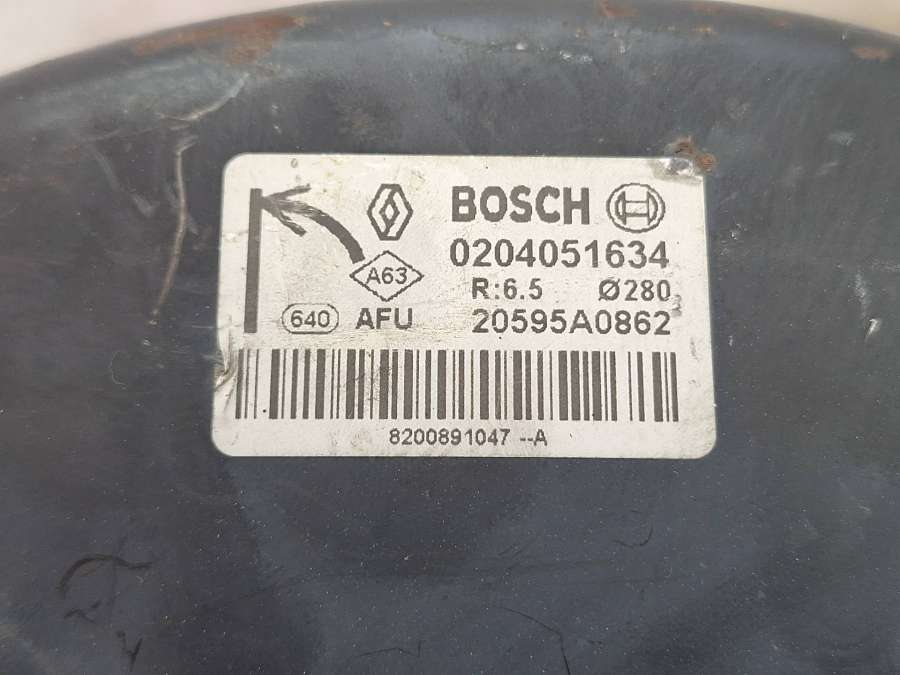 BOSCH
0204051634
A63
R:6.5 Ø280
640 AFU 20595A0862
8200891047 --A